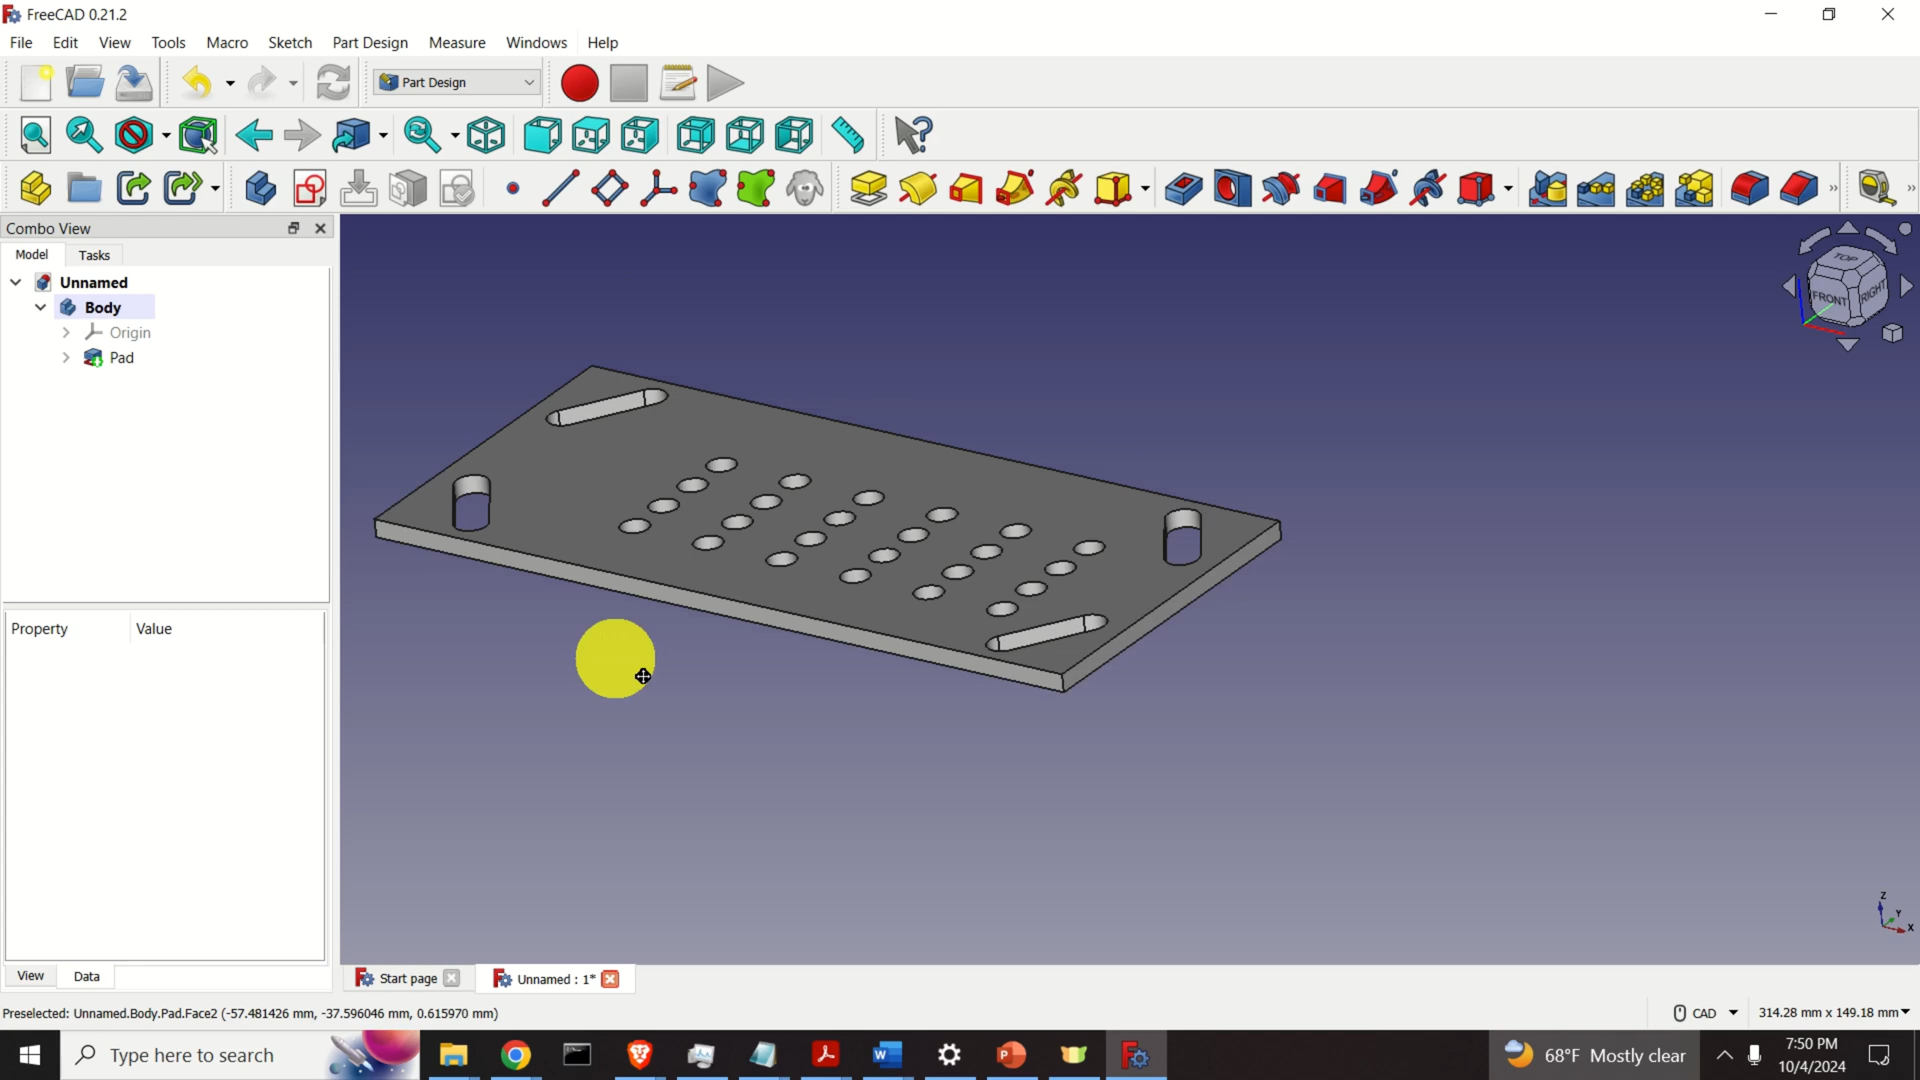 FreeCAD 0.21.2
File Edit View Tools Macro Sketch Part Design Measure Windows Help
Part Design
Combo View
Model Tasks
Unnamed
Body
Origin
Pad
TOP
FRONT RIGHT
Property Value
Z
Y
X
View Data
Start page Unnamed : 1*
Preselected: Unnamed.Body.Pad.Face2 (-57.481426 mm, -37.596046 mm, 0.615970 mm)
CAD 314.28 mm x 149.18 mm
Type here to search
68°F Mostly clear
7:50 PM
10/4/2024